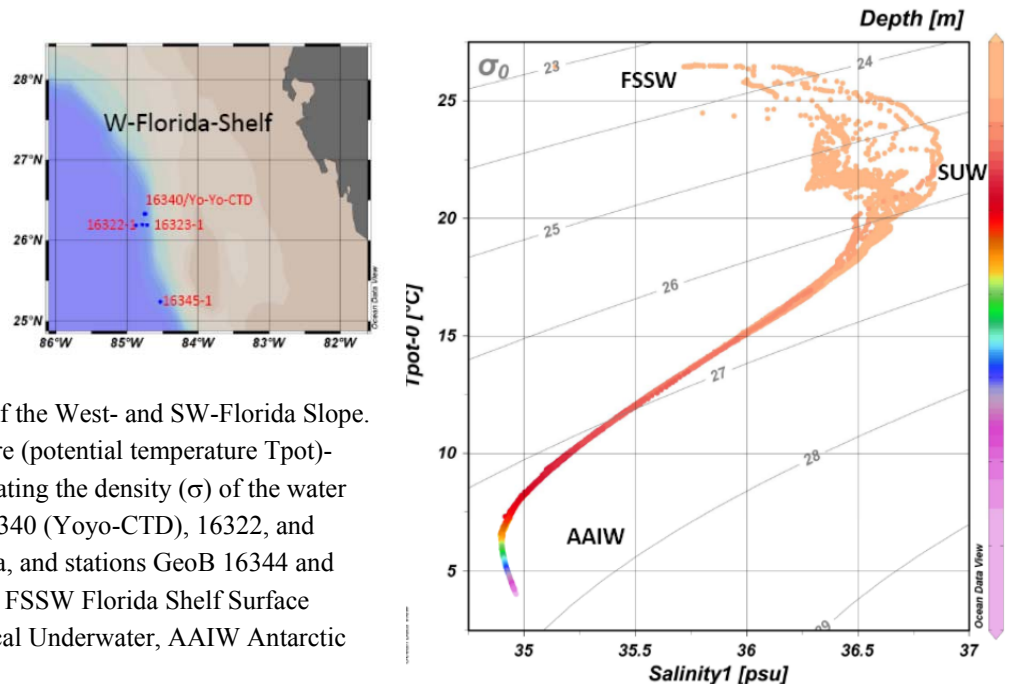 28°N
27°N
26°N
25°N
86°W
85°W
84°W
83°W
82°W
W-Florida-Shelf
16340/Yo-Yo-CTD
16322-1
16323-1
16345-1
Ocean Data View
of the West- and SW-Florida Slope.
re (potential temperature Tpot)-
ating the density (σ) of the water
340 (Yoyo-CTD), 16322, and
a, and stations GeoB 16344 and
FSSW Florida Shelf Surface
cal Underwater, AAIW Antarctic
Depth [m]
σ0
23
24
25
26
27
28
29
FSSW
SUW
AAIW
Tpot-0 [°C]
25
20
15
10
5
35
35.5
36
36.5
37
Salinity1 [psu]
Ocean Data View